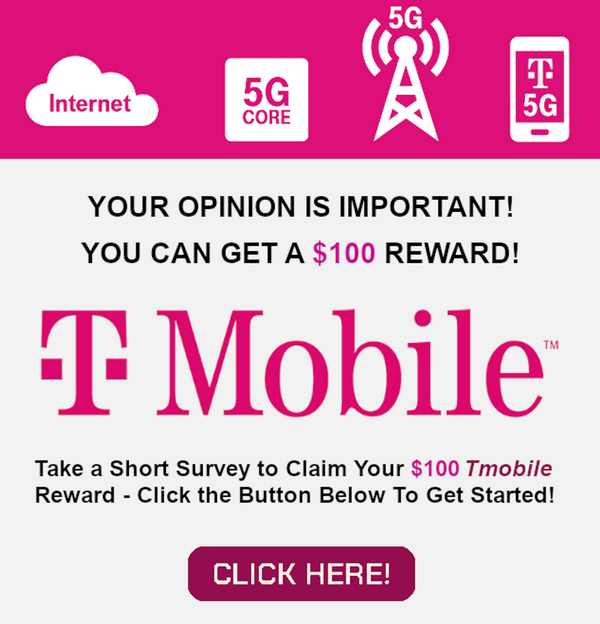 5G
Internet
5G
CORE
T
5G
YOUR OPINION IS IMPORTANT!
YOU CAN GET A $100 REWARD!
T Mobile™
Take a Short Survey to Claim Your $100 Tmobile
Reward - Click the Button Below To Get Started!
CLICK HERE!